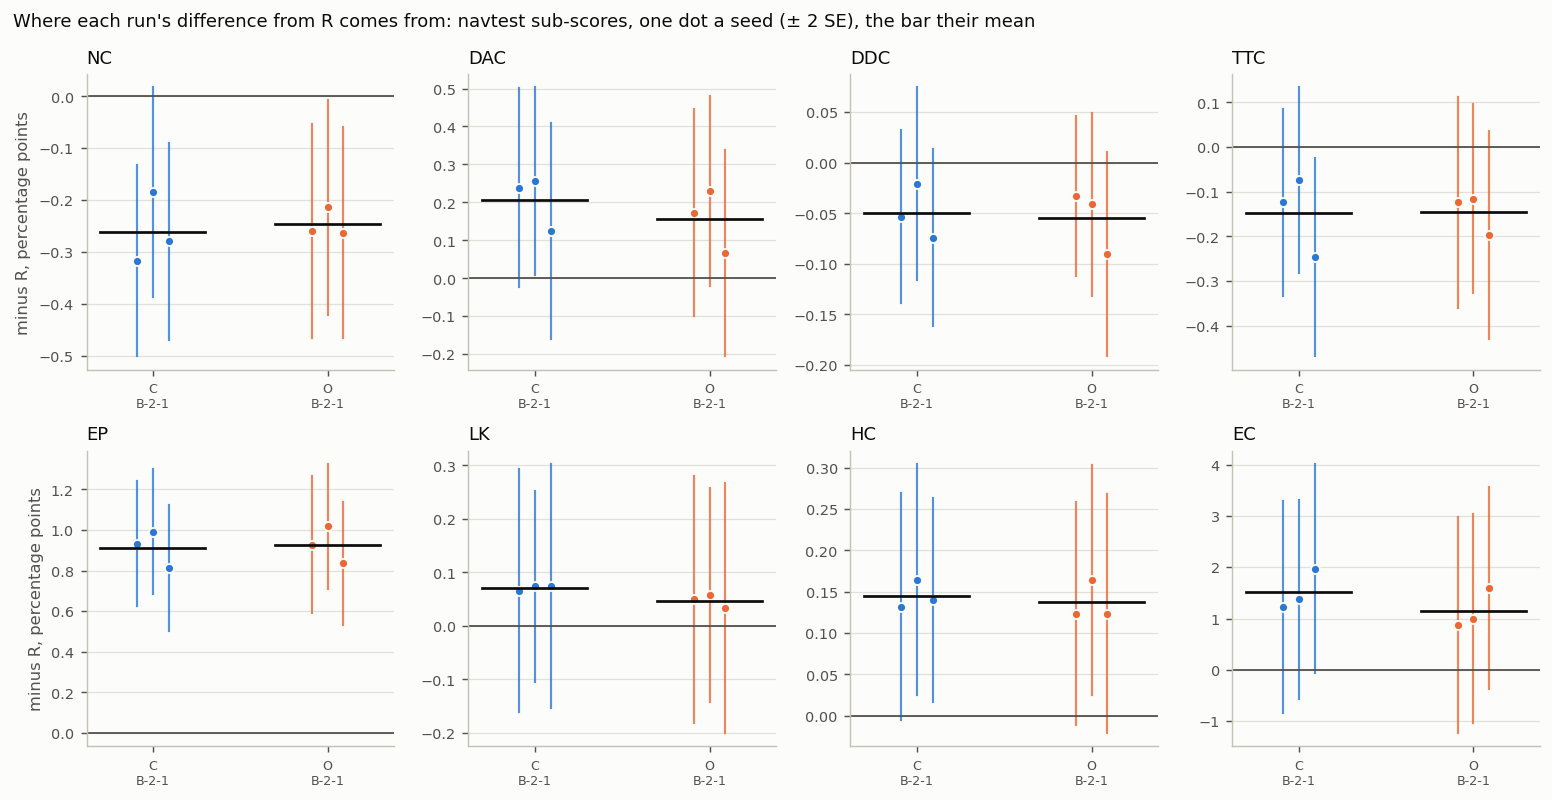 Where each run's difference from R comes from: navtest sub-scores, one dot a seed (± 2 SE), the bar their mean
NC
DAC
DDC
TTC
minus R, percentage points
0.0
−0.1
−0.2
−0.3
−0.4
−0.5
C
B-2-1
O
B-2-1
0.5
0.4
0.3
0.2
0.1
0.0
−0.1
−0.2
C
B-2-1
O
B-2-1
0.05
0.00
−0.05
−0.10
−0.15
−0.20
C
B-2-1
O
B-2-1
0.1
0.0
−0.1
−0.2
−0.3
−0.4
C
B-2-1
O
B-2-1
EP
LK
HC
EC
minus R, percentage points
1.2
1.0
0.8
0.6
0.4
0.2
0.0
C
B-2-1
O
B-2-1
0.3
0.2
0.1
0.0
−0.1
−0.2
C
B-2-1
O
B-2-1
0.30
0.25
0.20
0.15
0.10
0.05
0.00
C
B-2-1
O
B-2-1
4
3
2
1
0
−1
C
B-2-1
O
B-2-1